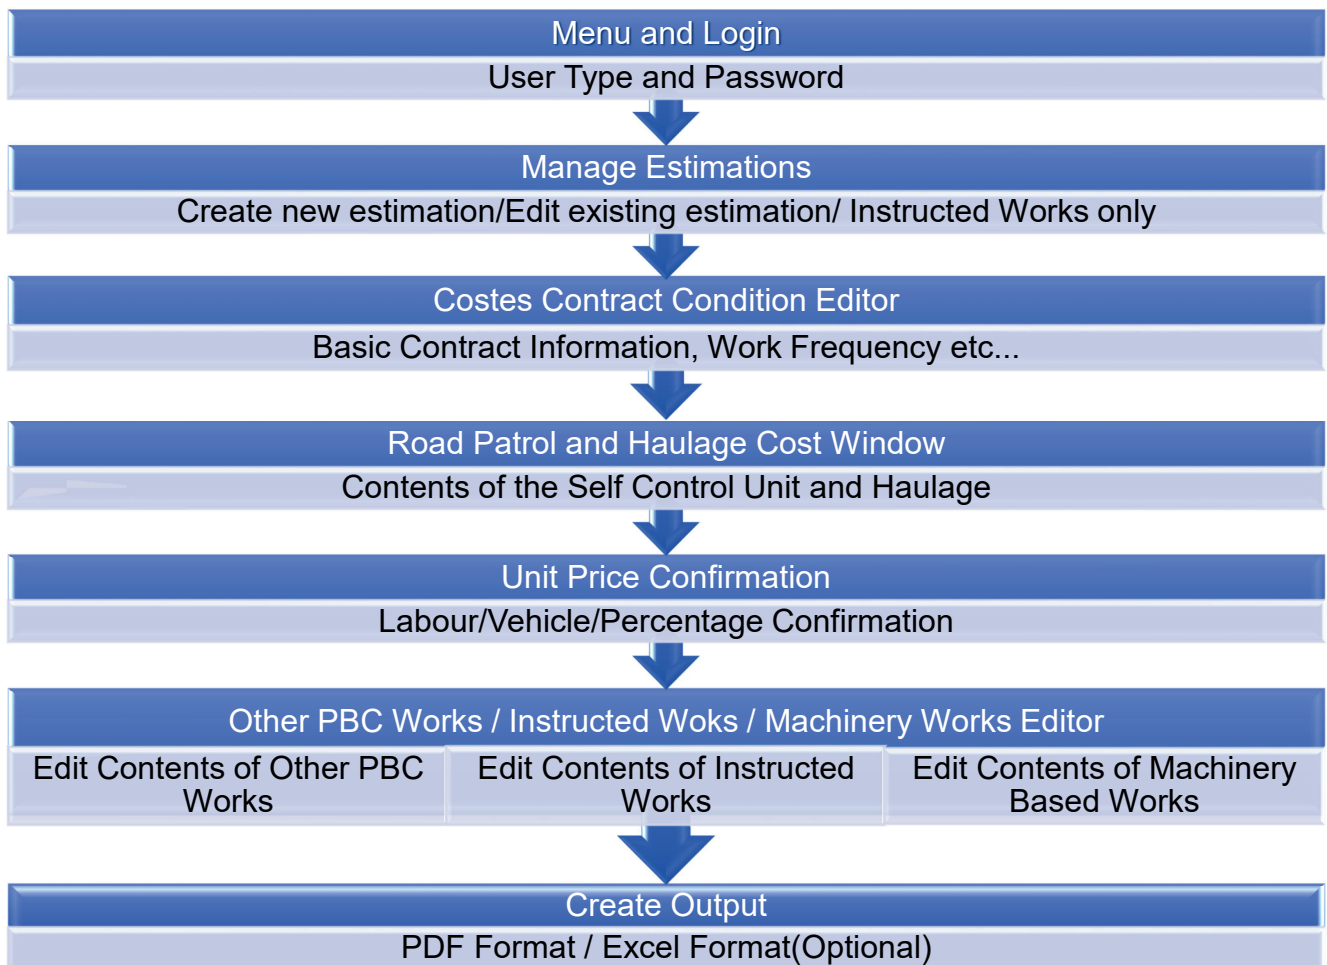 Menu and Login
User Type and Password
Manage Estimations
Create new estimation/Edit existing estimation/ Instructed Works only
Costes Contract Condition Editor
Basic Contract Information, Work Frequency etc...
Road Patrol and Haulage Cost Window
Contents of the Self Control Unit and Haulage
Unit Price Confirmation
Labour/Vehicle/Percentage Confirmation
Other PBC Works / Instructed Woks / Machinery Works Editor
Edit Contents of Other PBC
Works
Edit Contents of Instructed
Works
Edit Contents of Machinery
Based Works
Create Output
PDF Format / Excel Format(Optional)